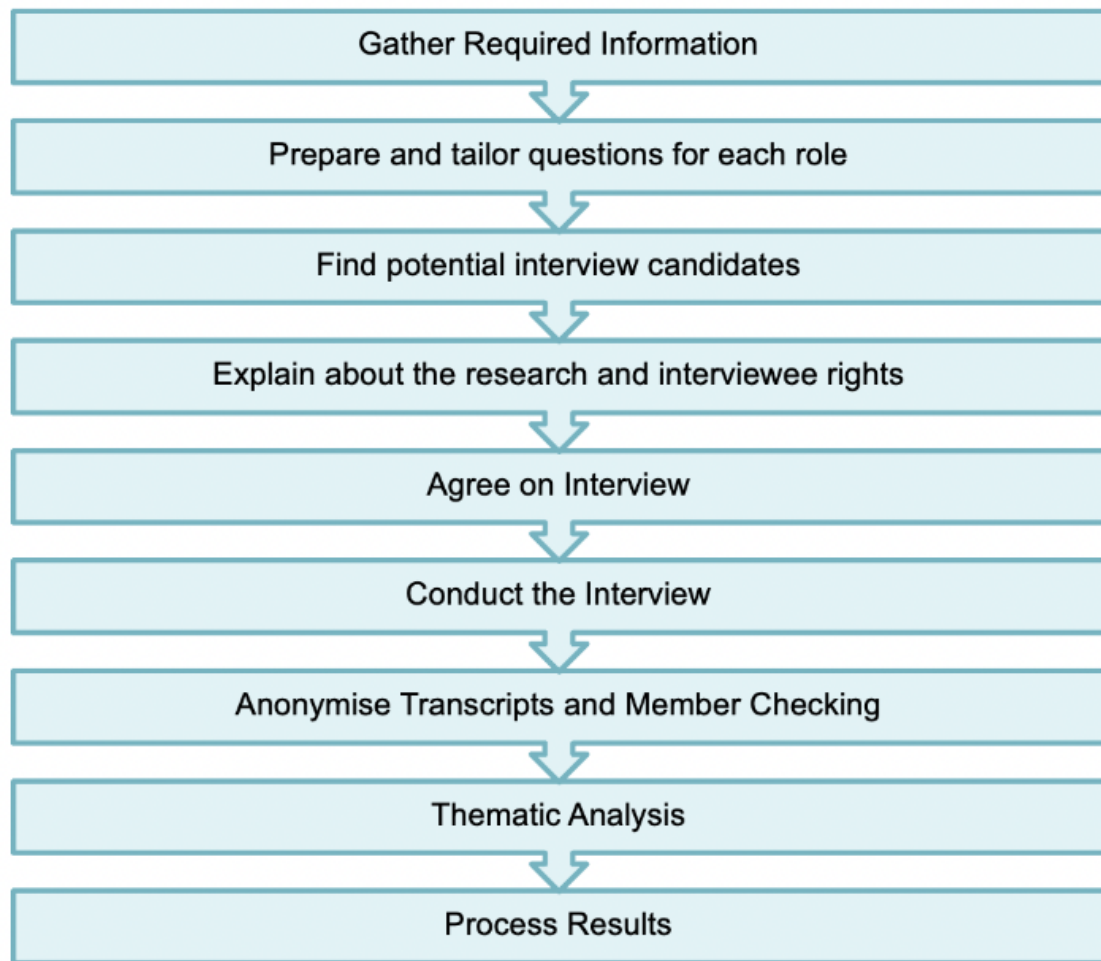 Gather Required Information
Prepare and tailor questions for each role
Find potential interview candidates
Explain about the research and interviewee rights
Agree on Interview
Conduct the Interview
Anonymise Transcripts and Member Checking
Thematic Analysis
Process Results